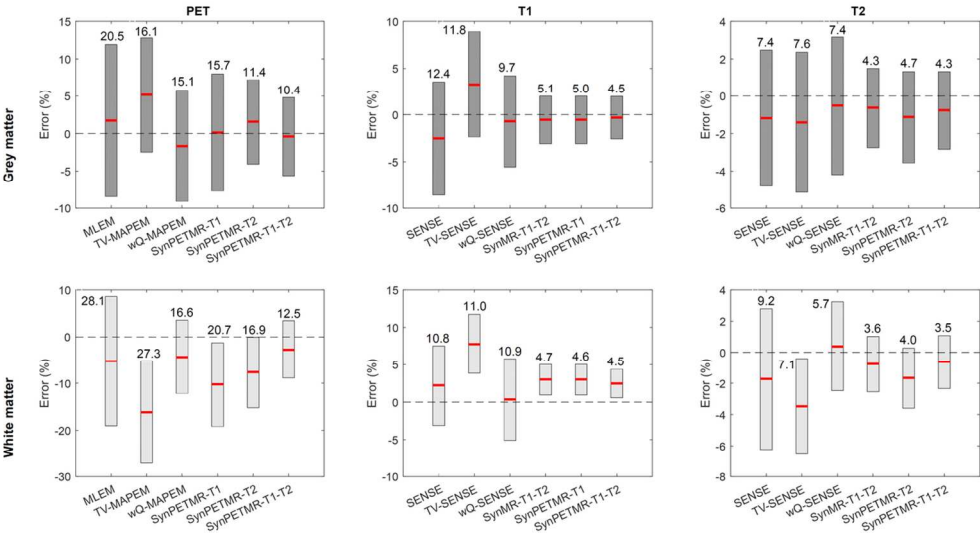 PET
T1
T2
Grey matter
Error (%)
15
10
5
0
-5
-10
20.5
16.1
15.1
15.7
11.4
10.4
MLEM
TV-MAPEM
wQ-MAPEM
SynPETMR-T1
SynPETMR-T2
SynPETMR-T1-T2
Error (%)
10
5
0
-5
-10
12.4
11.8
9.7
5.1
5.0
4.5
SENSE
TV-SENSE
wQ-SENSE
SynMR-T1-T2
SynPETMR-T1
SynPETMR-T1-T2
Error (%)
4
2
0
-2
-4
-6
7.4
7.6
7.4
4.3
4.7
4.3
SENSE
TV-SENSE
wQ-SENSE
SynMR-T1-T2
SynPETMR-T2
SynPETMR-T1-T2
White matter
Error (%)
10
0
-10
-20
-30
28.1
27.3
16.6
20.7
16.9
12.5
MLEM
TV-MAPEM
wQ-MAPEM
SynPETMR-T1
SynPETMR-T2
SynPETMR-T1-T2
Error (%)
15
10
5
0
-5
10
10.8
11.0
10.9
4.7
4.6
4.5
SENSE
TV-SENSE
wQ-SENSE
SynMR-T1-T2
SynPETMR-T1
SynPETMR-T1-T2
Error (%)
4
2
0
-2
-4
-6
-8
9.2
7.1
5.7
3.6
4.0
3.5
SENSE
TV-SENSE
wQ-SENSE
SynMR-T1-T2
SynPETMR-T2
SynPETMR-T1-T2